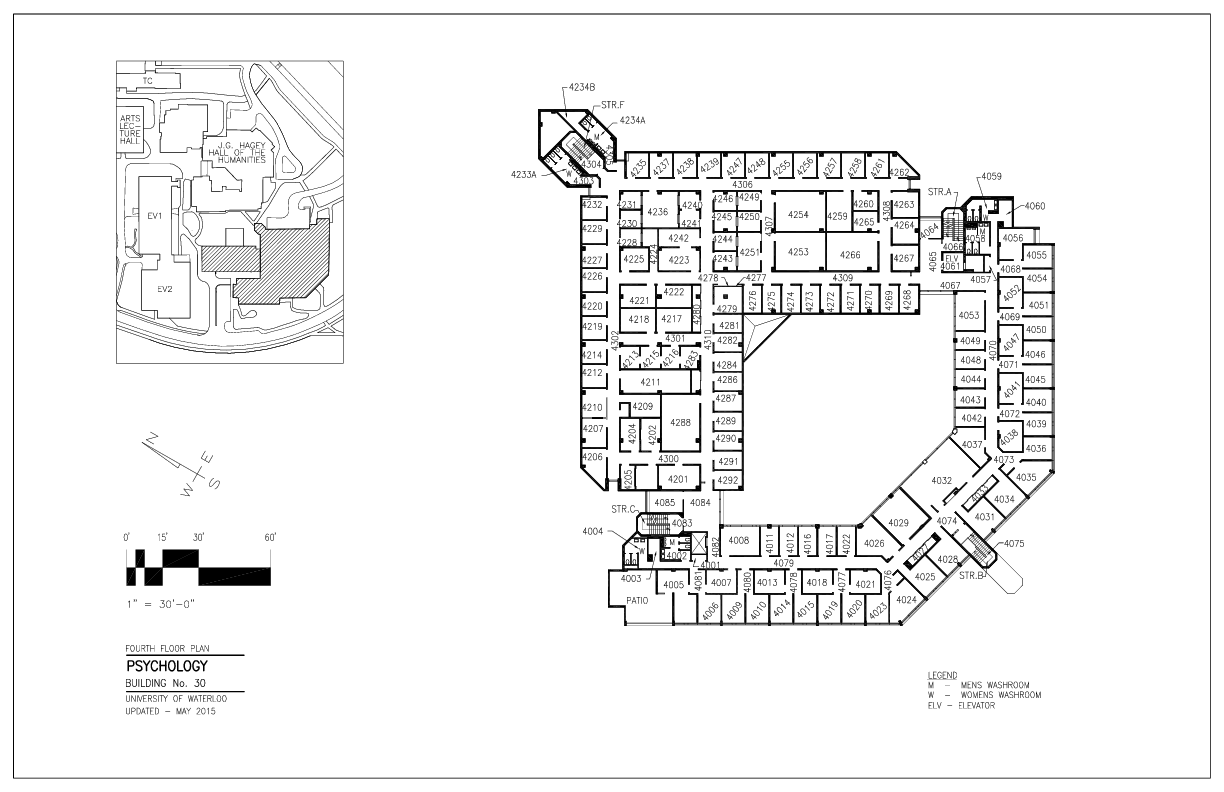 TC
ARTS
LEC-
TURE
HALL
J.G. HAGEY
HALL OF THE
HUMANITIES
EV1
EV2
N
E
W
S
0' 15' 30' 60'
1" = 30'-0"
FOURTH FLOOR PLAN
PSYCHOLOGY
BUILDING No. 30
UNIVERSITY OF WATERLOO
UPDATED - MAY 2015
4234B
STR.F
4234A
M
4304
4233A
W
4303
4235 4237 4238 4239 4247 4248 4255 4256 4257 4258 4261 4262
4306
4232 4231 4236 4240 4246 4249 4254 4259 4260 4308 4263
4230 4241 4245 4250 4307 4265 4264
4229 4228 4224 4242 4244
4227 4225 4223 4243 4251 4253 4266 4267
4226 4278 4277 4309
4220 4221 4222 4280 4279 4276 4275 4274 4273 4272 4271 4270 4269 4268
4219 4218 4217 4281
4302 4301 4310 4282
4214 4213 4215 4216 4283 4284
4212 4211 4286
4210 4209 4287
4207 4204 4202 4288 4289
4290
4206 4300 4291
4205 4201 4292
4085 4084
STR.A
4059
4060
W
M
4064
4066
4058
4056
4065
ELV
4061
4055
4057
4068
4054
4067
4052
4051
4053
4069
4050
4049
4070
4047
4046
4048
4071
4044
4041
4045
4043
4040
4042
4072
4039
4038
4036
4037
4073
4035
4032
4033
4034
4031
4029
4074
4075
4027
4028
STR.B
4025
4026
4076
4024
STR.C
4083
4004
W
M
4002
4003
4001
4082
4008 4011 4012 4016 4017 4022
4079
4005 4081 4007 4080 4013 4078 4018 4077 4021
PATIO
4006 4009 4010 4014 4015 4019 4020 4023
LEGEND
M - MENS WASHROOM
W - WOMENS WASHROOM
ELV - ELEVATOR